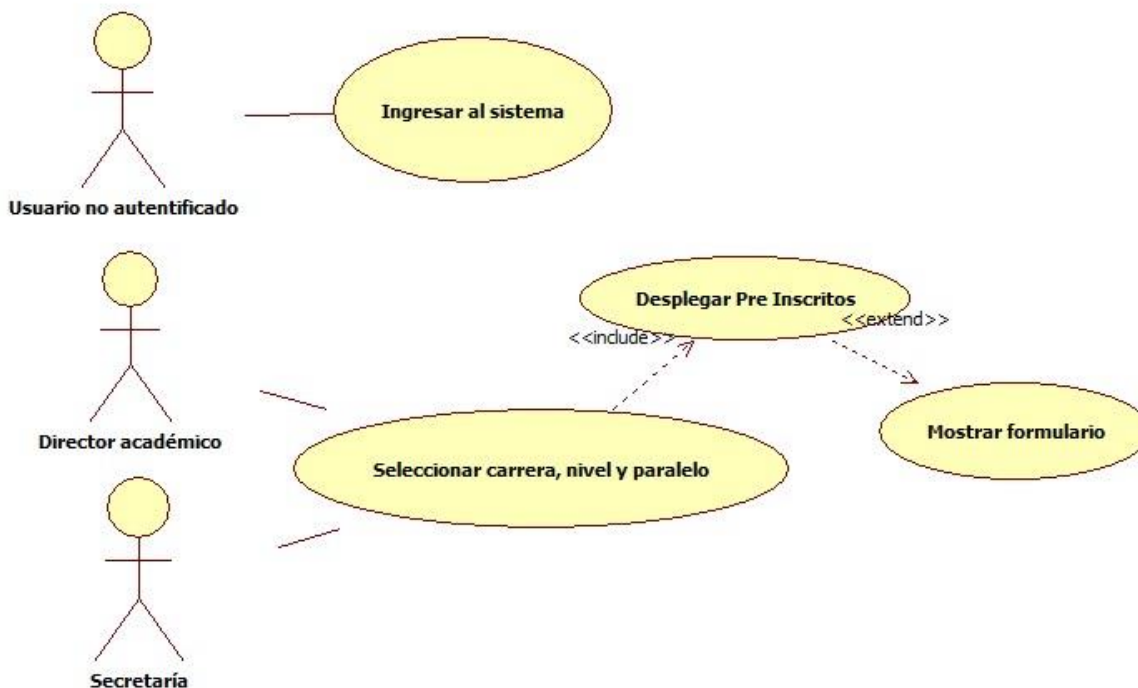 Ingresar al sistema
Usuario no autentificado
Desplegar Pre Inscritos
<<extend>>
<<include>>
Director académico
Mostrar formulario
Seleccionar carrera, nivel y paralelo
Secretaría